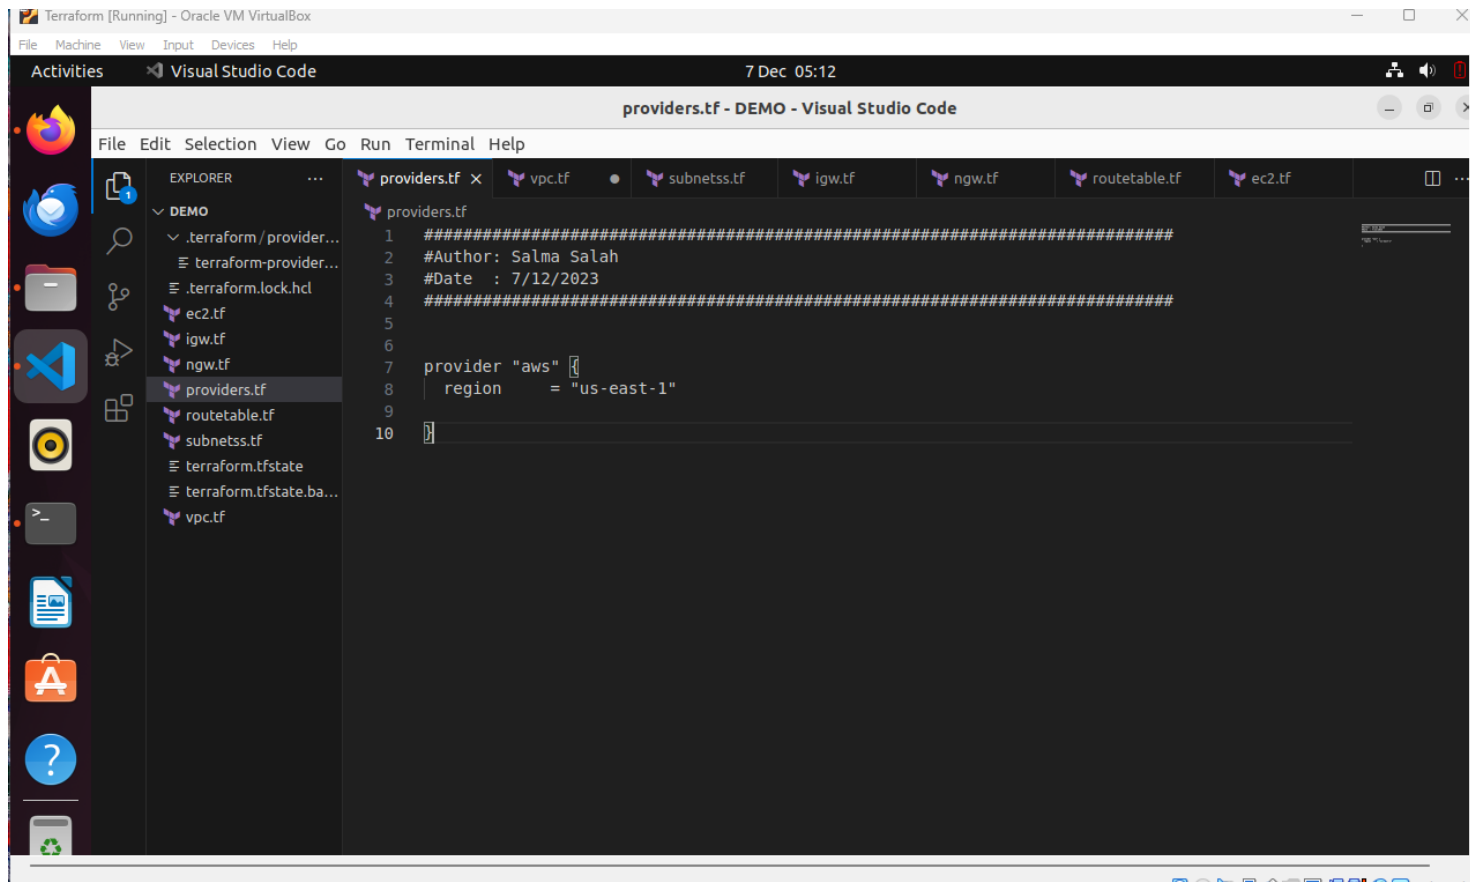 Terraform [Running] - Oracle VM VirtualBox
File Machine View Input Devices Help
Activities Visual Studio Code 7 Dec 05:12
providers.tf - DEMO - Visual Studio Code
File Edit Selection View Go Run Terminal Help
EXPLORER ...
providers.tf vpc.tf subnetss.tf igw.tf ngw.tf routetable.tf ec2.tf ...
1
DEMO
.terraform/provider...
terraform-provider...
.terraform.lock.hcl
ec2.tf
igw.tf
ngw.tf
providers.tf
routetable.tf
subnetss.tf
terraform.tfstate
terraform.tfstate.ba...
vpc.tf
providers.tf
1 #############################################################################
2 #Author: Salma Salah
3 #Date  : 7/12/2023
4 #############################################################################
5
6
7 provider "aws" {
8   region     = "us-east-1"
9
10 }